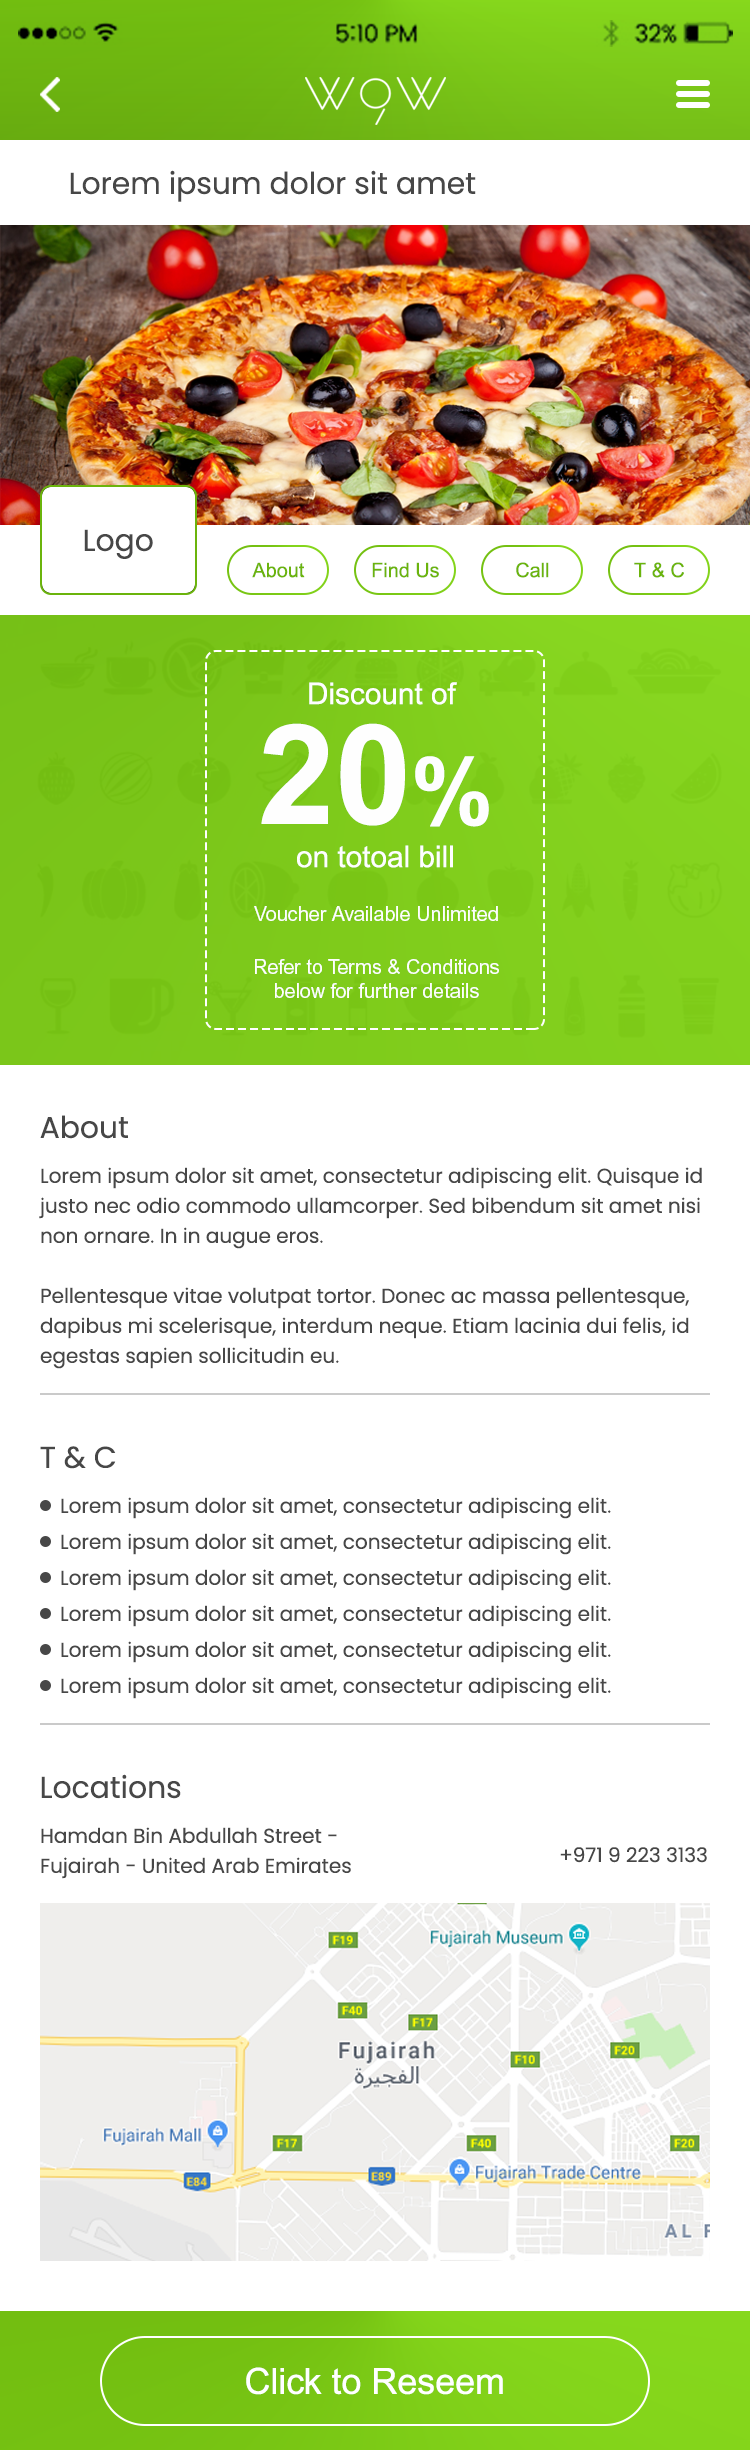 5:10 PM
32%
W9W
Lorem ipsum dolor sit amet
Logo
About
Find Us
Call
T & C
Discount of
20%
on totoal bill
Voucher Available Unlimited
Refer to Terms & Conditions
below for further details
About
Lorem ipsum dolor sit amet, consectetur adipiscing elit. Quisque id
justo nec odio commodo ullamcorper. Sed bibendum sit amet nisi
non ornare. In in augue eros.
Pellentesque vitae volutpat tortor. Donec ac massa pellentesque,
dapibus mi scelerisque, interdum neque. Etiam lacinia dui felis, id
egestas sapien sollicitudin eu.
T & C
Lorem ipsum dolor sit amet, consectetur adipiscing elit.
Lorem ipsum dolor sit amet, consectetur adipiscing elit.
Lorem ipsum dolor sit amet, consectetur adipiscing elit.
Lorem ipsum dolor sit amet, consectetur adipiscing elit.
Lorem ipsum dolor sit amet, consectetur adipiscing elit.
Lorem ipsum dolor sit amet, consectetur adipiscing elit.
Locations
Hamdan Bin Abdullah Street -
Fujairah - United Arab Emirates
+971 9 223 3133
Fujairah Museum
F19
F40
F17
Fujairah
الفجيرة
F10
F20
Fujairah Mall
F17
F40
F20
E84
E89
Fujairah Trade Centre
AL F
Click to Reseem